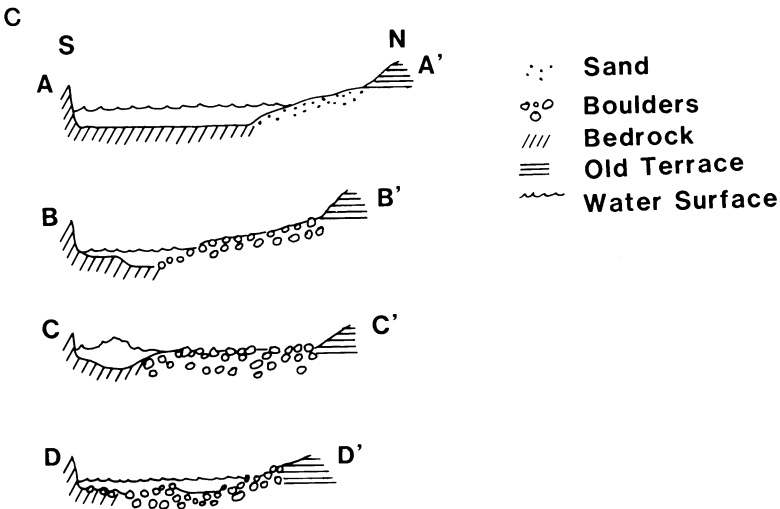 C
S
N
A
A'
B
B'
C
C'
D
D'
Sand
Boulders
Bedrock
Old Terrace
Water Surface